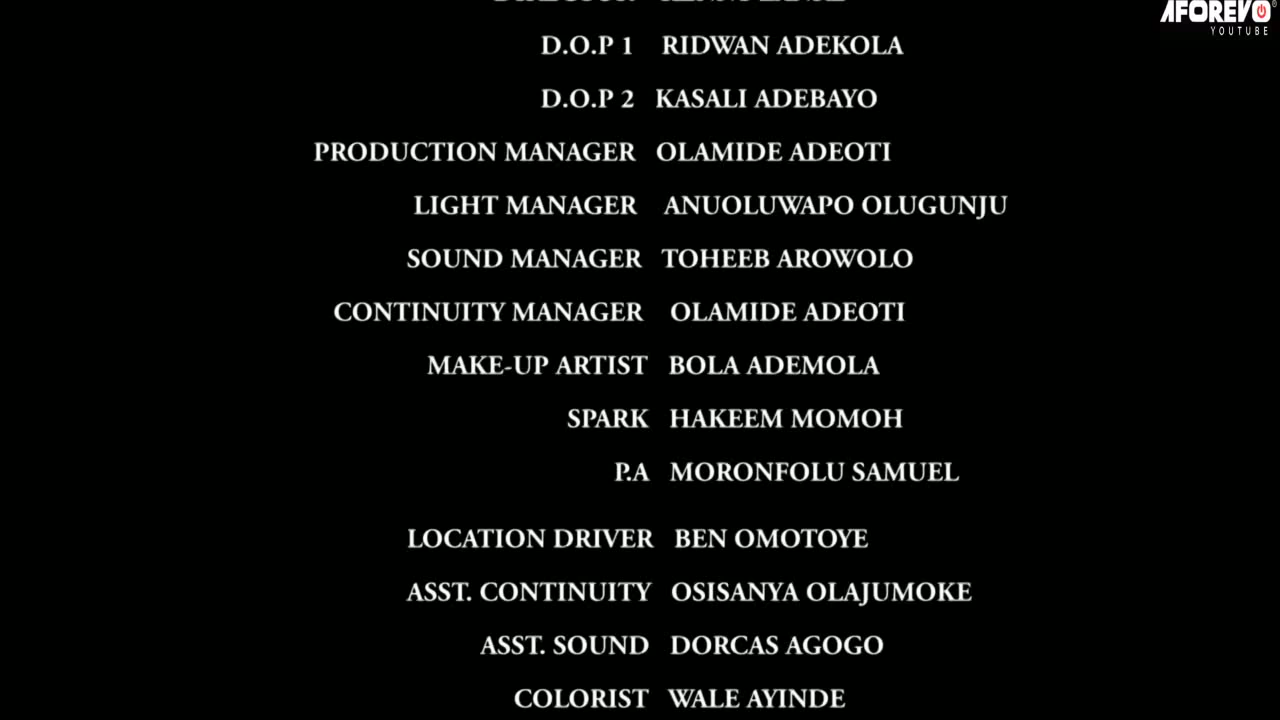 AFOREVO
YOUTUBE
D.O.P 1 RIDWAN ADEKOLA
D.O.P 2 KASALI ADEBAYO
PRODUCTION MANAGER OLAMIDE ADEOTI
LIGHT MANAGER ANUOLUWAPO OLUGUNJU
SOUND MANAGER TOHEEB AROWOLO
CONTINUITY MANAGER OLAMIDE ADEOTI
MAKE-UP ARTIST BOLA ADEMOLA
SPARK HAKEEM MOMOH
P.A MORONFOLU SAMUEL
LOCATION DRIVER BEN OMOTOYE
ASST. CONTINUITY OSISANYA OLAJUMOKE
ASST. SOUND DORCAS AGOGO
COLORIST WALE AYINDE